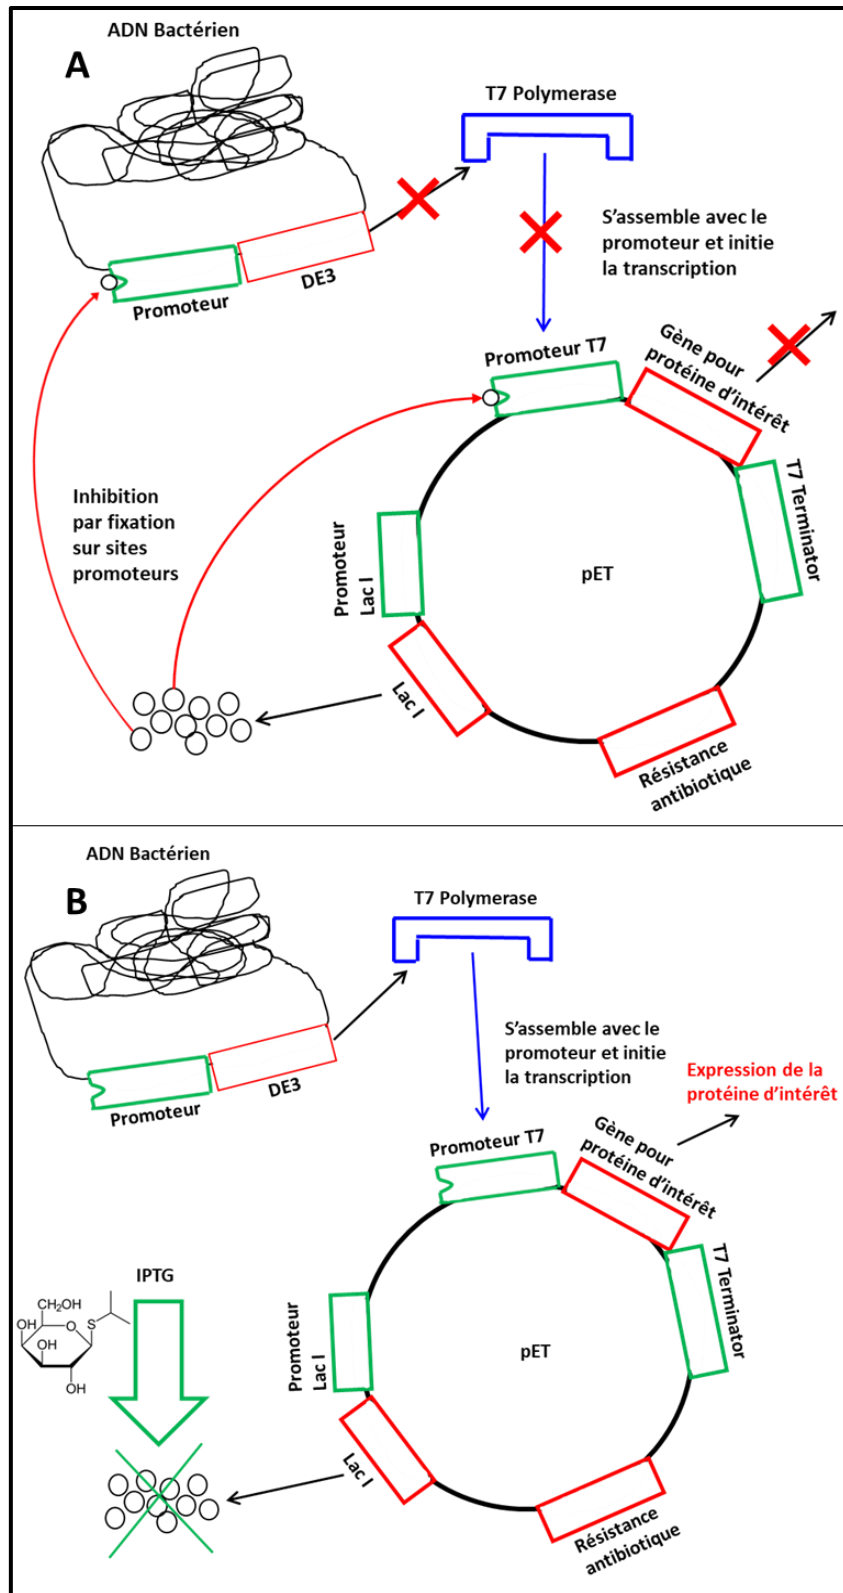 ADN Bactérien
A
T7 Polymerase
S'assemble avec le
promoteur et initie
la transcription
Promoteur
DE3
Promoteur T7
Gène pour
protéine d'intérêt
T7 Terminator
Inhibition
par fixation
sur sites
promoteurs
Promoteur
Lac I
pET
Lac I
Résistance
antibiotique
ADN Bactérien
B
T7 Polymerase
S'assemble avec le
promoteur et initie
la transcription
Expression de la
protéine d'intérêt
Promoteur
DE3
Promoteur T7
Gène pour
protéine d'intérêt
T7 Terminator
IPTG
CH2OH
OH
O
S
OH
OH
OH
Promoteur
Lac I
pET
Lac I
Résistance
antibiotique